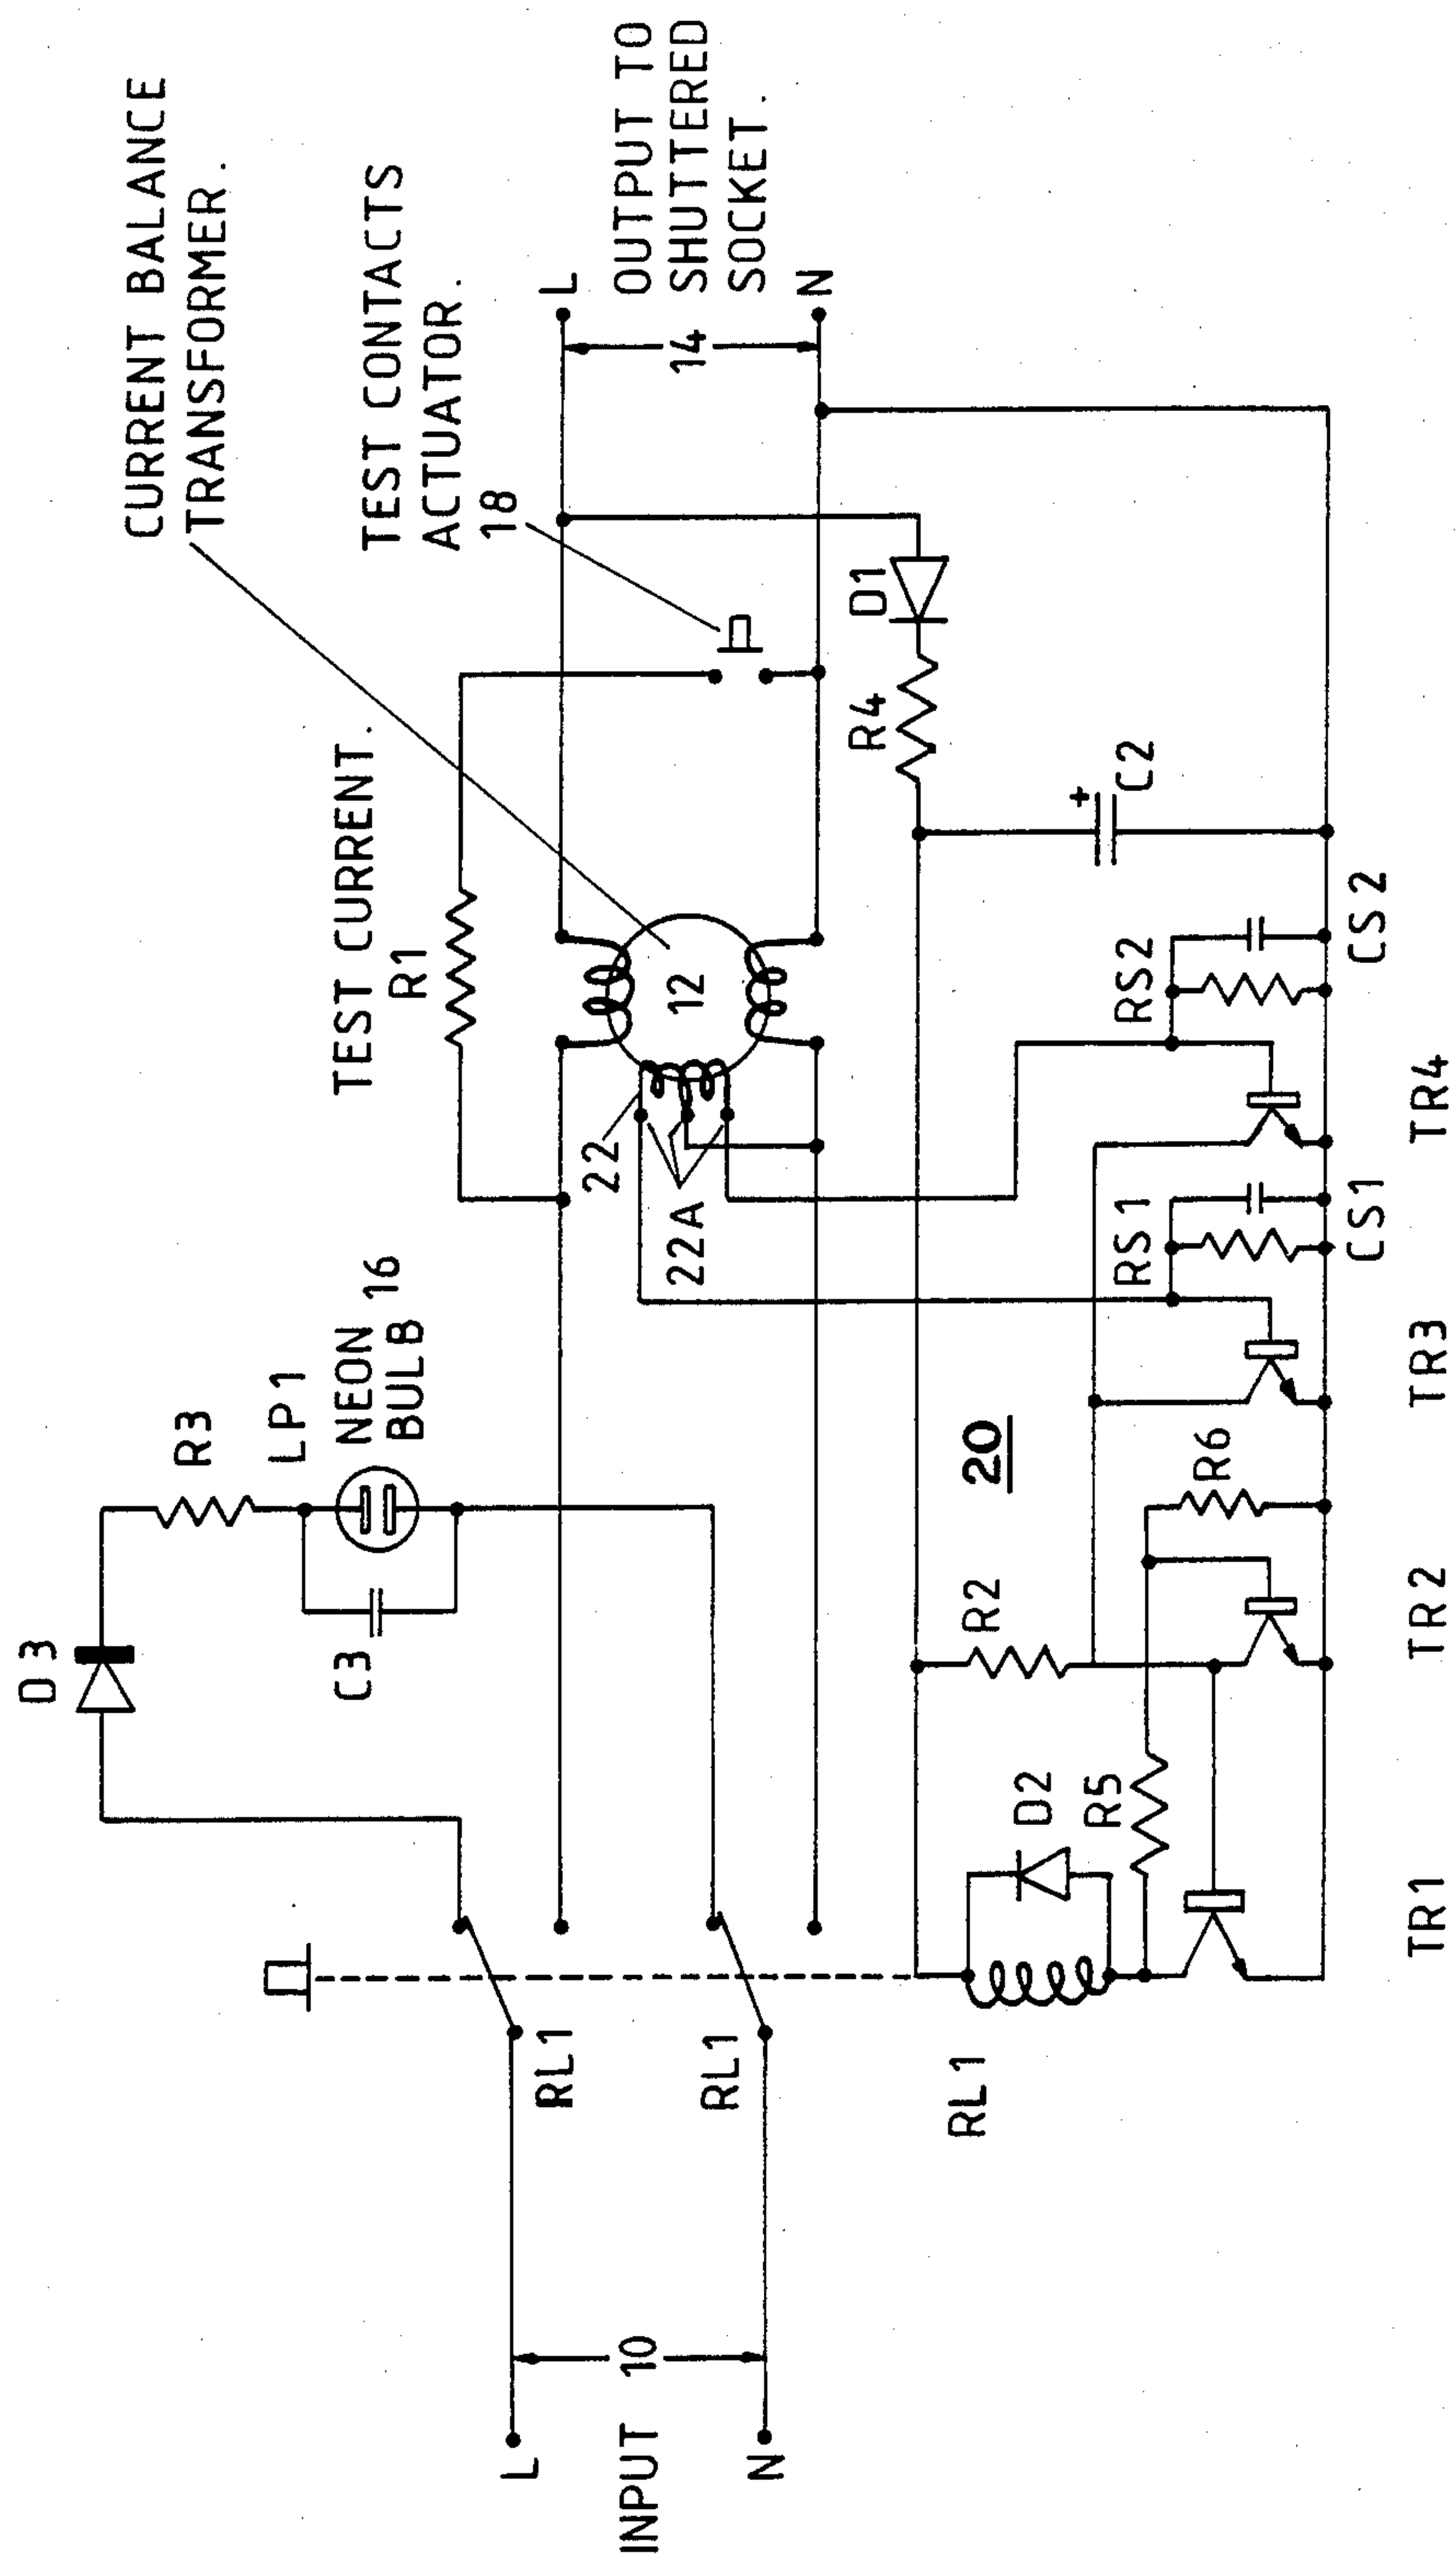 CURRENT BALANCE
TRANSFORMER.
TEST CONTACTS
ACTUATOR.
18
TEST CURRENT.
R1
D3
R3
LP1
NEON 16
BULB
C3
L
OUTPUT TO
SHUTTERED
SOCKET.
N
14
12
22
22A
RL1
RL1
L
INPUT 10
N
D1
R4
C2
+
20
R2
D2
R5
R6
RS1
RS2
CS1
CS2
RL1
TR1
TR2
TR3
TR4